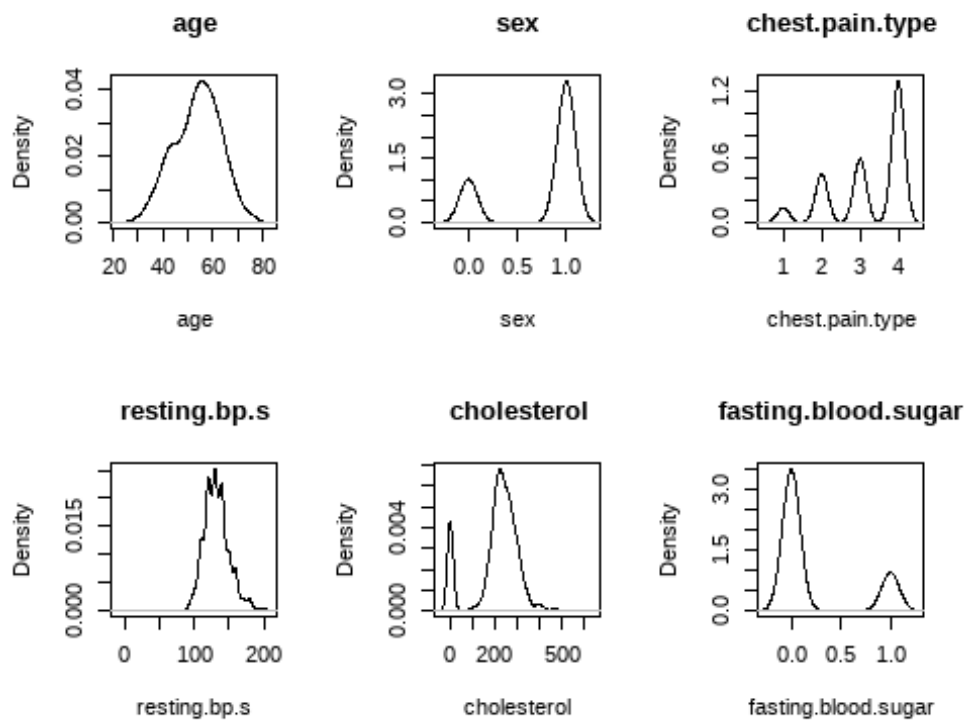 age
sex
chest.pain.type
Density
0.00 0.02 0.04
20 40 60 80
age
Density
0.0 1.5 3.0
0.0 0.5 1.0
sex
Density
0.0 0.6 1.2
1 2 3 4
chest.pain.type
resting.bp.s
cholesterol
fasting.blood.sugar
Density
0.000 0.015
0 100 200
resting.bp.s
Density
0.000 0.004
0 200 500
cholesterol
Density
0.0 1.5 3.0
0.0 0.5 1.0
fasting.blood.sugar